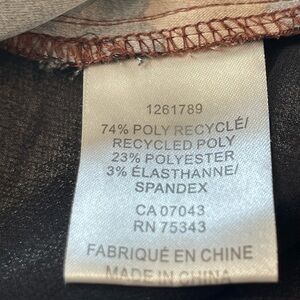 1261789
74% POLY RECYCLÉ/
RECYCLED POLY
23% POLYESTER
3% ÉLASTHANNE/
SPANDEX
CA 07043
RN 75343
FABRIQUÉ EN CHINE
MADE IN CHINA